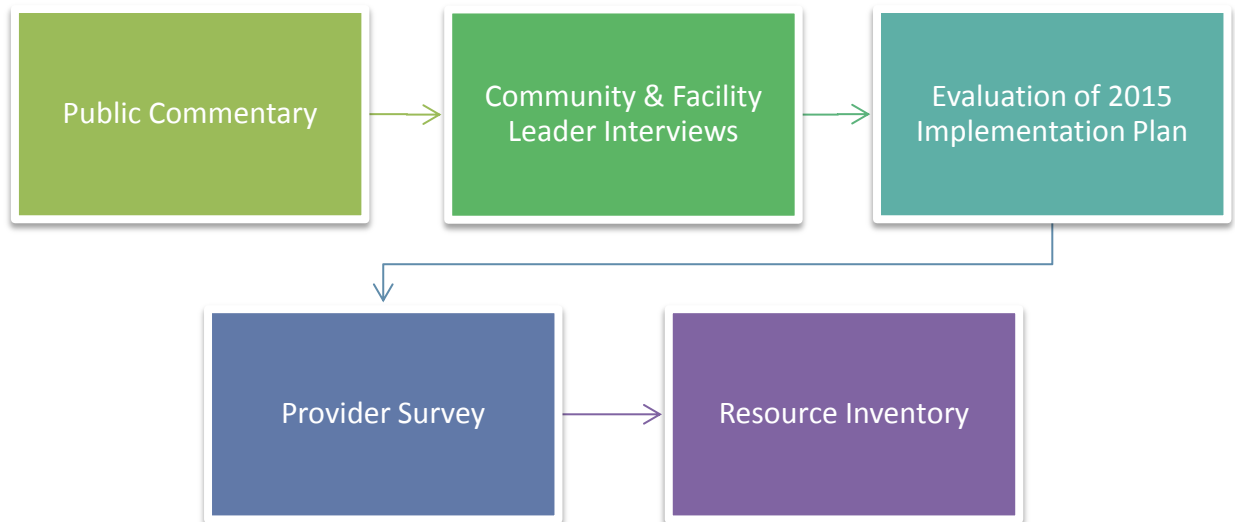 Public Commentary
Community & Facility
Leader Interviews
Evaluation of 2015
Implementation Plan
Provider Survey
Resource Inventory